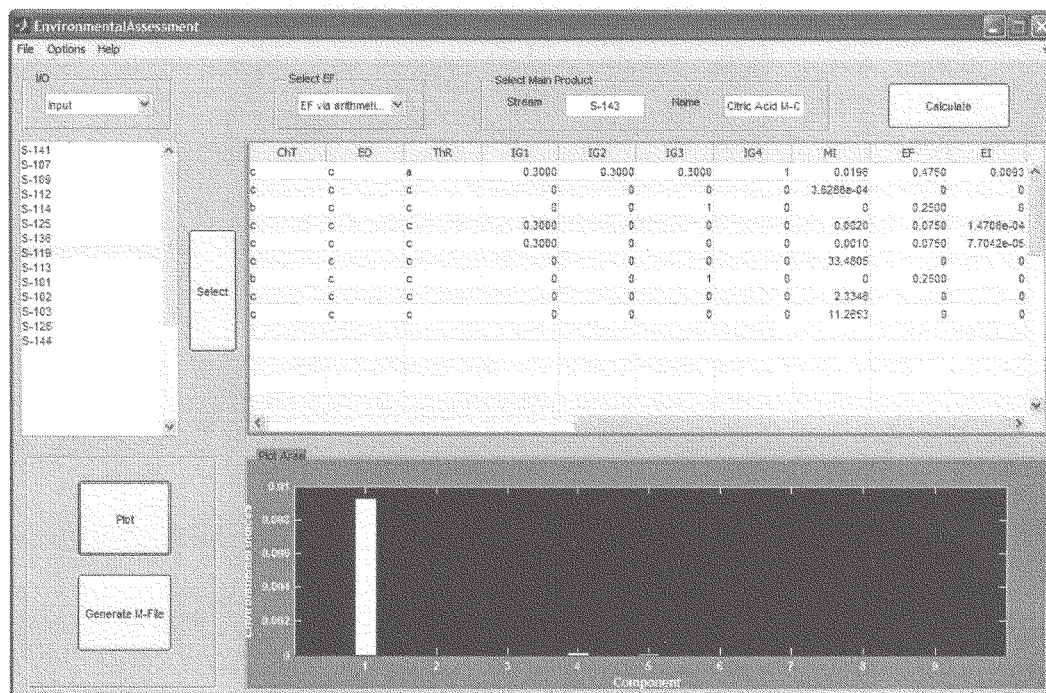 EnvironmentalAssessment
File Options Help
I/O
Input
Select EF
EF via arithmeti...
Select Main Product
Stream S-143 Name Citric Acid M-C
Calculate
S-141
S-107
S-109
S-112
S-114
S-125
S-138
S-119
S-113
S-101
S-102
S-103
S-126
S-144
Select
ChT ED ThR IG1 IG2 IG3 IG4 MI EF EI
c c a 0.3000 0.3000 0.3000 1 0.0196 0.4750 0.0093
c c c 0 0 0 0 3.6288e-04 0 0
b c c 0 0 1 0 0 0.2500 0
c c c 0.3000 0 0 0 0.0020 0.0750 1.4706e-04
c c c 0.3000 0 0 0 0.0010 0.0750 7.7042e-05
c c c 0 0 0 0 33.4805 0 0
b c c 0 0 1 0 0 0.2500 0
c c c 0 0 0 0 2.3346 0 0
c c c 0 0 0 0 11.2853 0 0
Plot
Generate M-File
Plot Area
Environmental Indices
0.01
0.008
0.006
0.004
0.002
0
1 2 3 4 5 6 7 8 9
Component